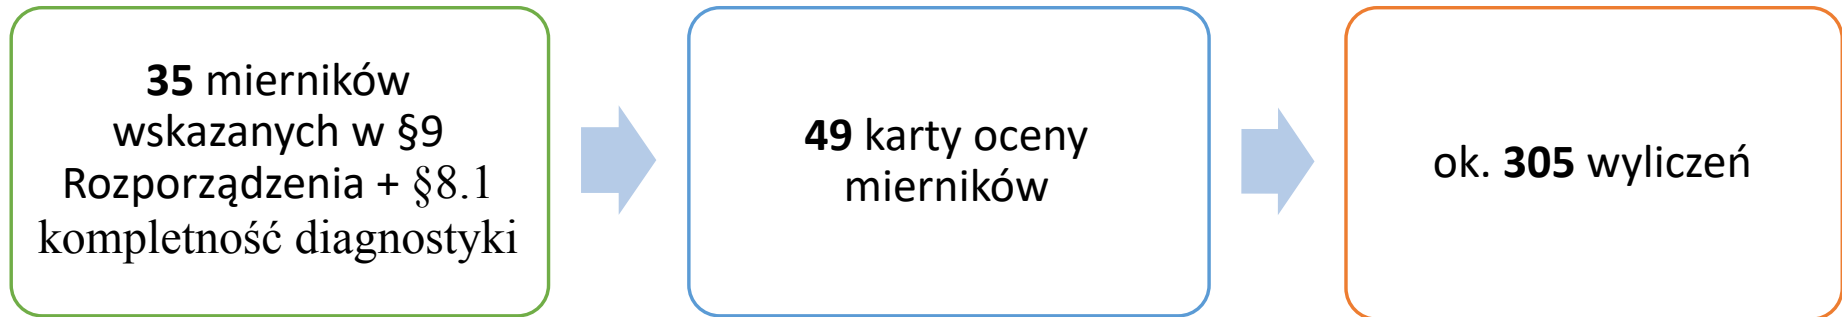 35 mierników
wskazanych w §9
Rozporządzenia + §8.1
kompletność diagnostyki
49 karty oceny
mierników
ok. 305 wyliczeń